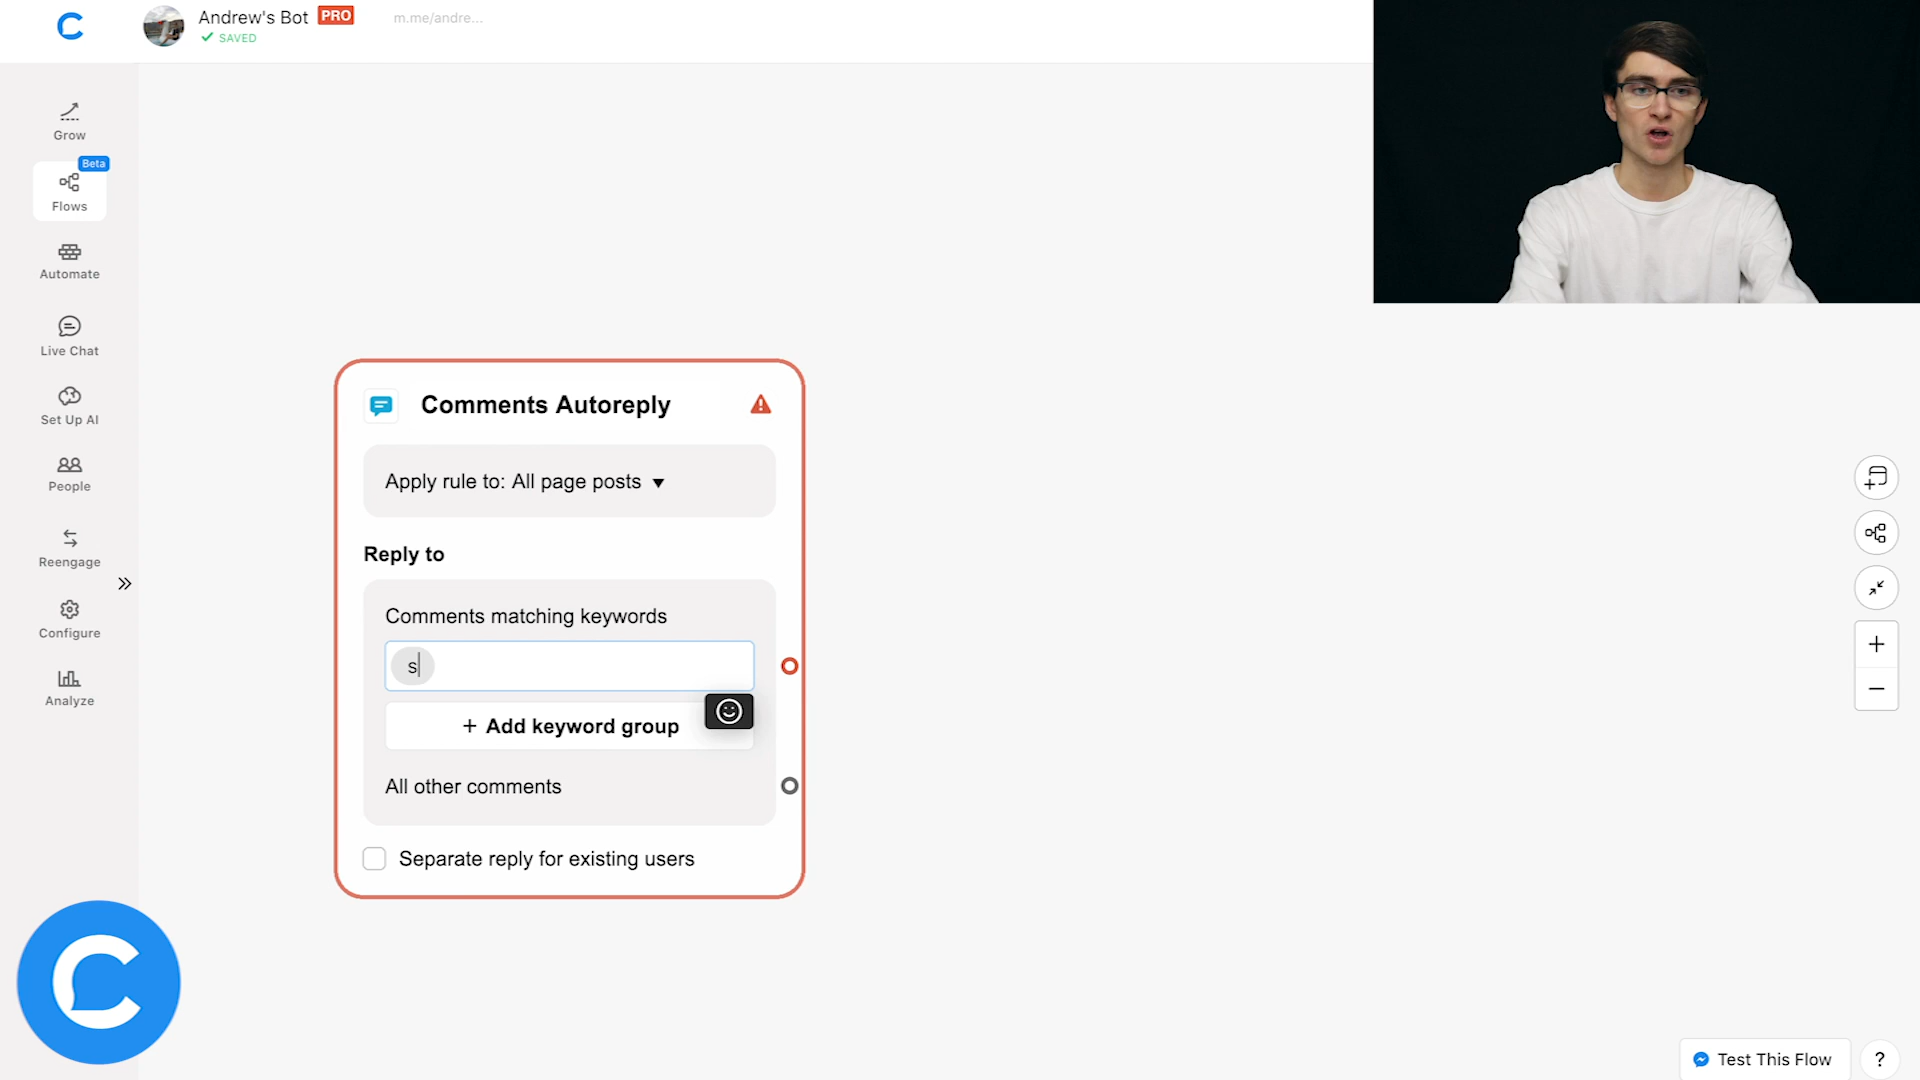 Andrew's Bot PRO
m.me/andre...
SAVED
Grow
Beta
Flows
Automate
Live Chat
Set Up AI
People
Reengage
Configure
Analyze
Comments Autoreply
Apply rule to: All page posts
Reply to
Comments matching keywords
s
+ Add keyword group
All other comments
Separate reply for existing users
Test This Flow
?